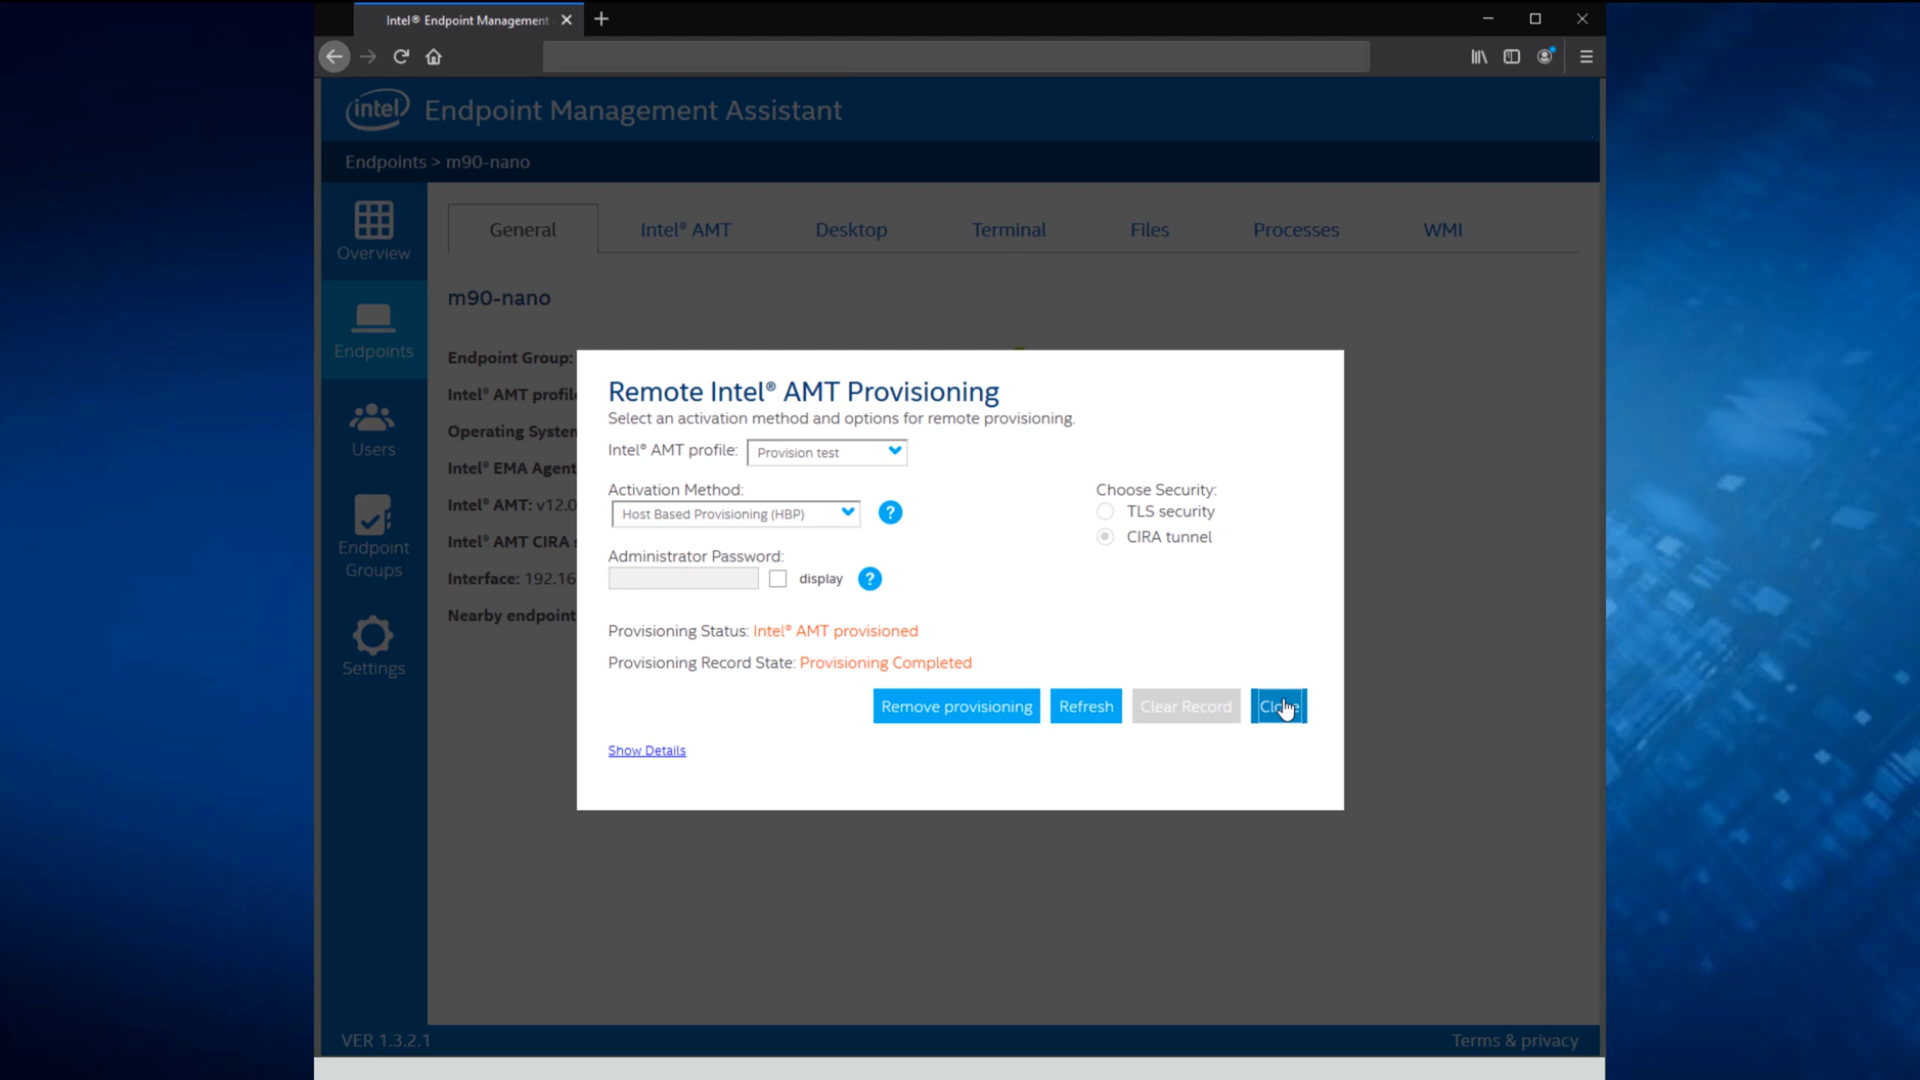 Intel® Endpoint Management
intel Endpoint Management Assistant
Endpoints > m90-nano
Overview
Endpoints
Users
Endpoint
Groups
Settings
General Intel® AMT Desktop Terminal Files Processes WMI
m90-nano
Endpoint Group:
Intel® AMT profil
Operating System
Intel® EMA Agent
Intel® AMT: v12.0
Intel® AMT CIRA
Interface: 192.16
Nearby endpoint
Remote Intel® AMT Provisioning
Select an activation method and options for remote provisioning.
Intel® AMT profile: Provision test
Activation Method:
Host Based Provisioning (HBP) ?
Choose Security:
TLS security
CIRA tunnel
Administrator Password:
display ?
Provisioning Status: Intel® AMT provisioned
Provisioning Record State: Provisioning Completed
Remove provisioning Refresh Clear Record Close
Show Details
VER 1.3.2.1 Terms & privacy